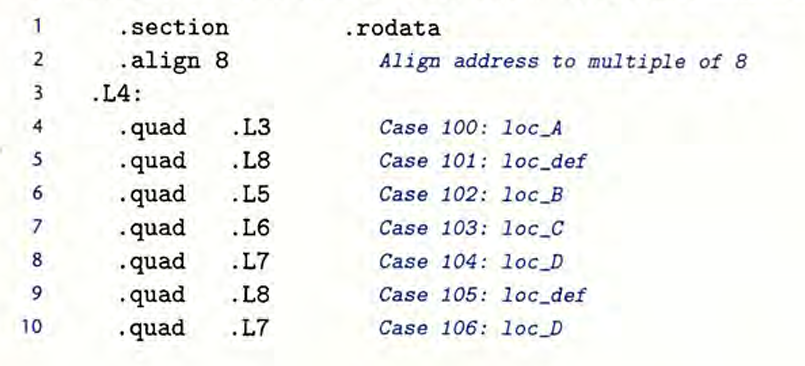 1 .section .rodata
2 .align 8 Align address to multiple of 8
3 .L4:
4 .quad .L3 Case 100: loc_A
5 .quad .L8 Case 101: loc_def
6 .quad .L5 Case 102: loc_B
7 .quad .L6 Case 103: loc_C
8 .quad .L7 Case 104: loc_D
9 .quad .L8 Case 105: loc_def
10 .quad .L7 Case 106: loc_D